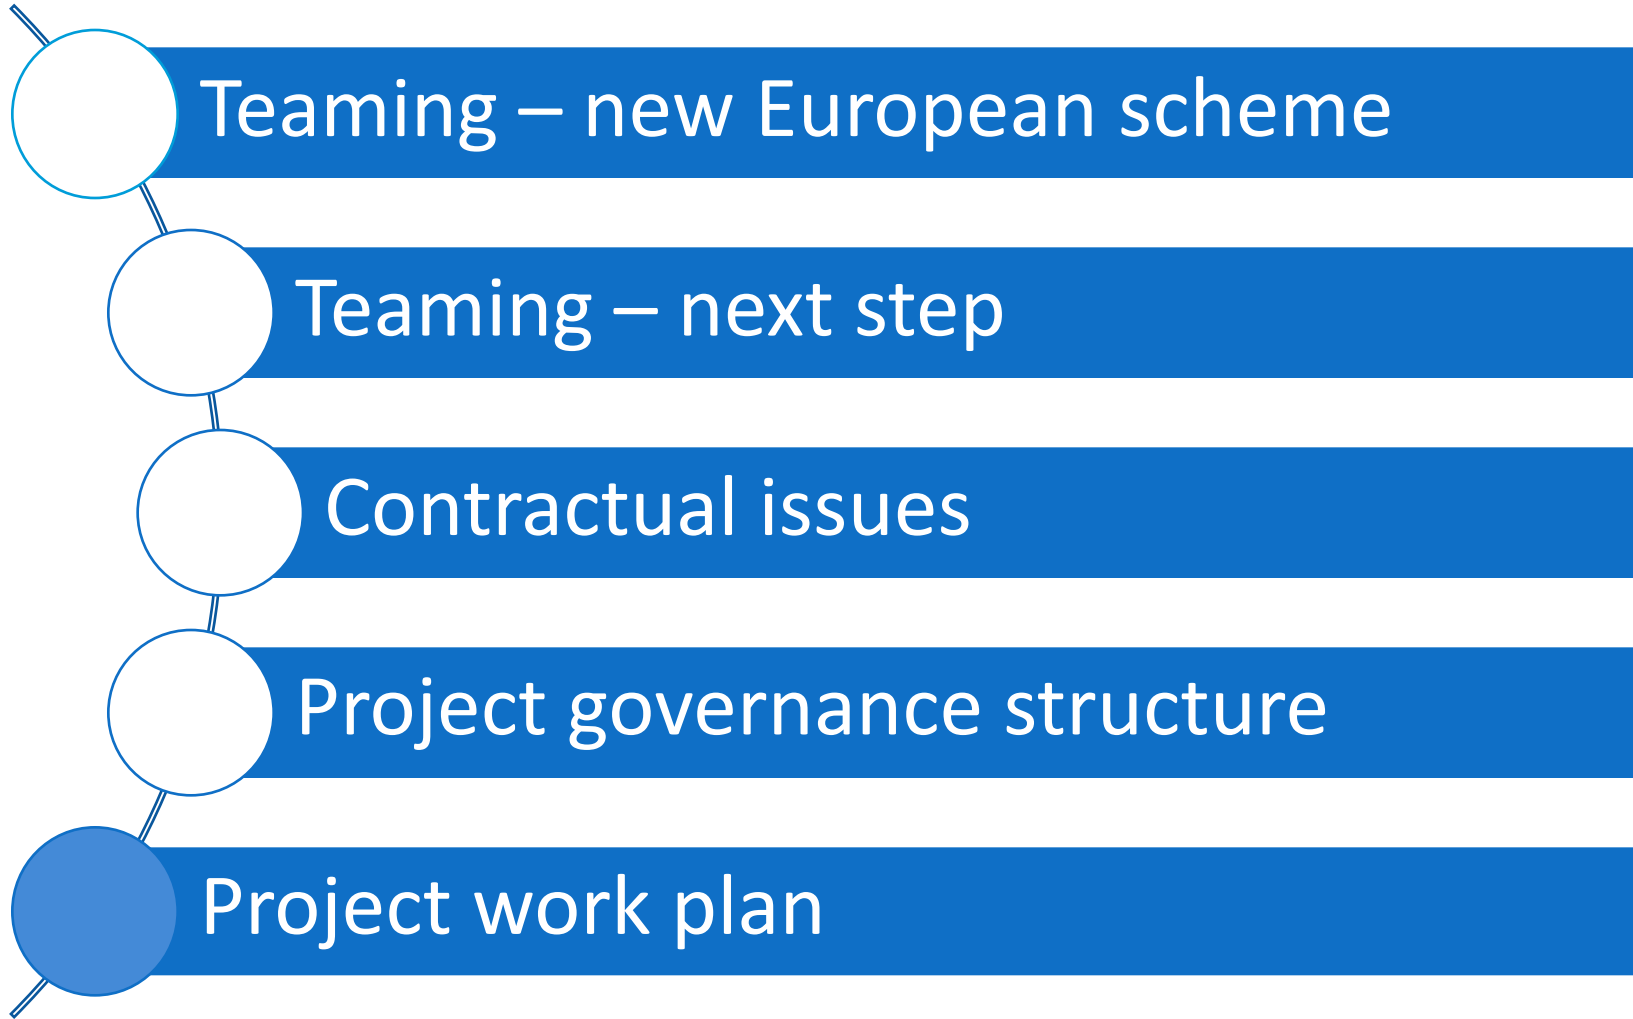 Teaming – new European scheme
Teaming – next step
Contractual issues
Project governance structure
Project work plan